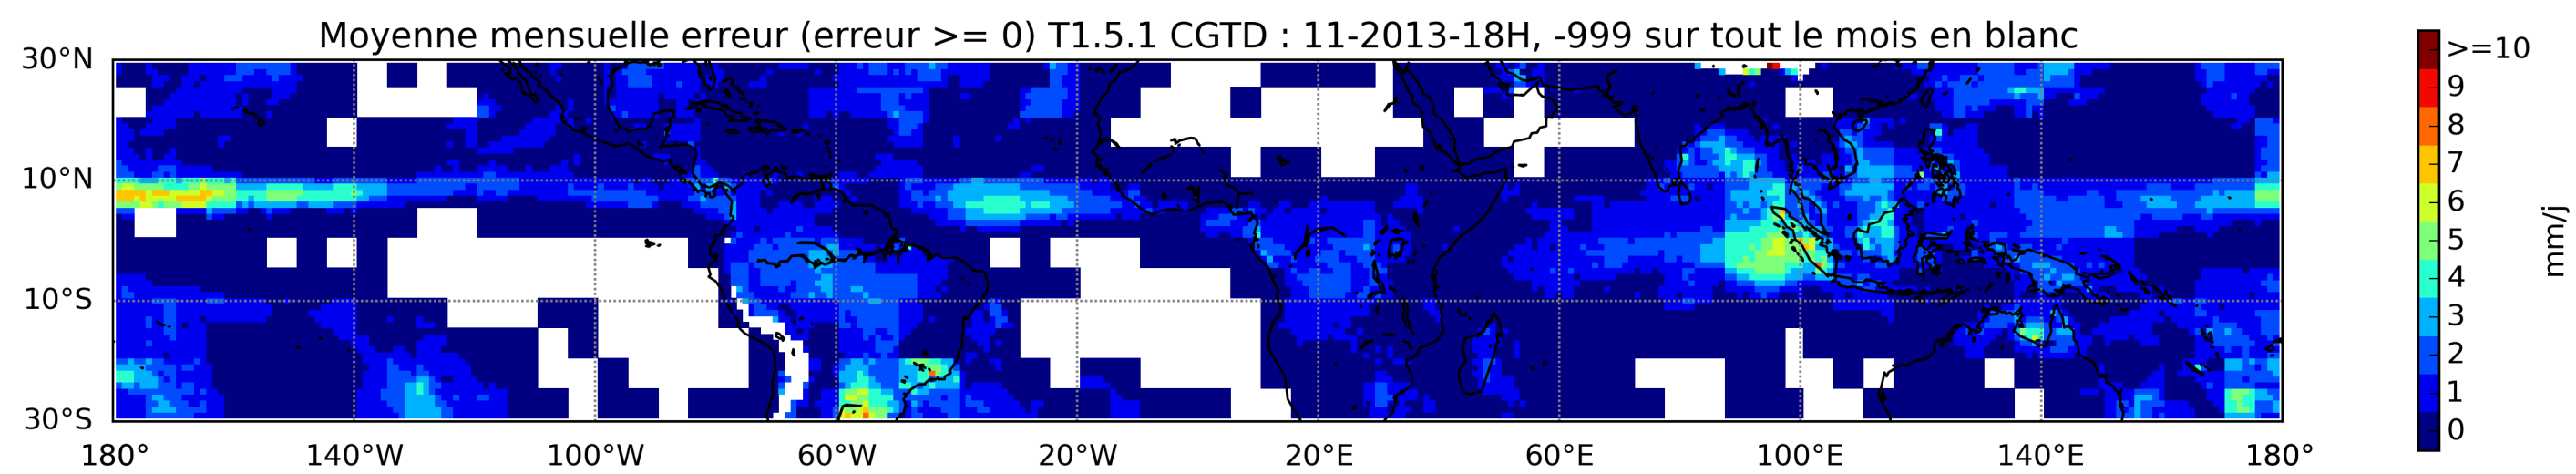 Moyenne mensuelle erreur (erreur >= 0) T1.5.1 CGTD : 11-2013-18H, -999 sur tout le mois en blanc
30°N
10°N
10°S
30°S
180° 140°W 100°W 60°W 20°W 20°E 60°E 100°E 140°E 180°
>=10
9
8
7
6
5
4
3
2
1
0
mm/j